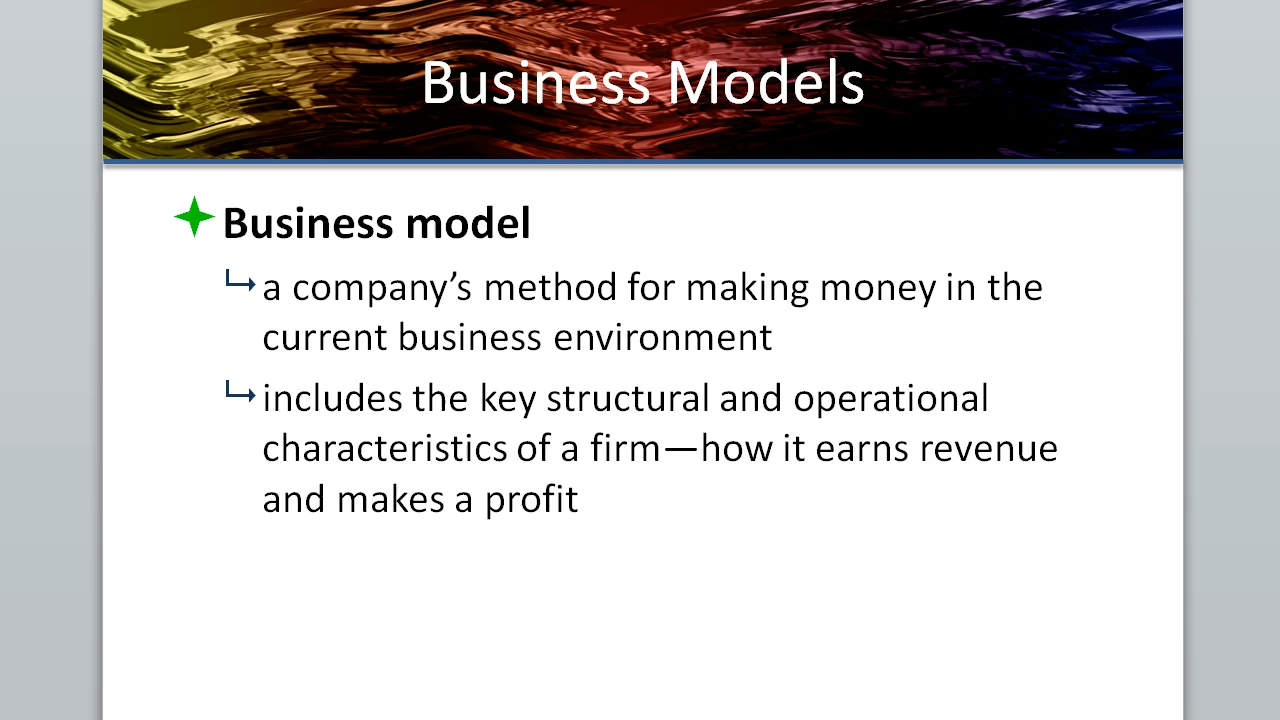 Business Models
Business model
a company’s method for making money in the
current business environment
includes the key structural and operational
characteristics of a firm—how it earns revenue
and makes a profit